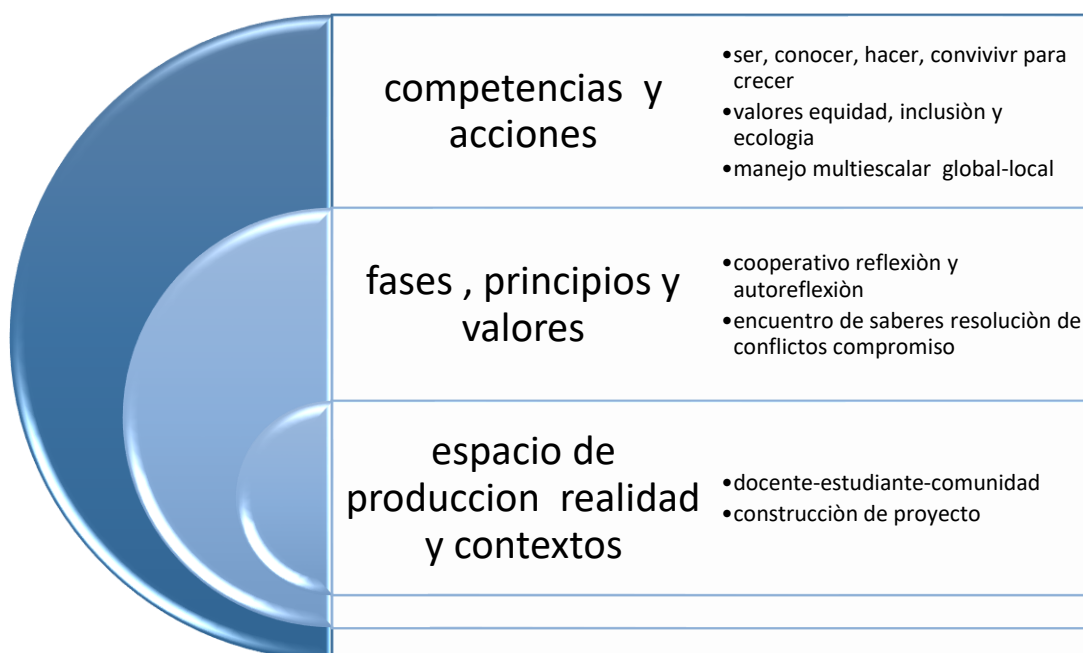 competencias y
acciones
•ser, conocer, hacer, convivivr para
crecer
•valores equidad, inclusiòn y
ecologia
•manejo multiescalar global-local
fases , principios y
valores
•cooperativo reflexiòn y
autoreflexiòn
•encuentro de saberes resoluciòn de
conflictos compromiso
espacio de
produccion realidad
y contextos
•docente-estudiante-comunidad
•construcciòn de proyecto